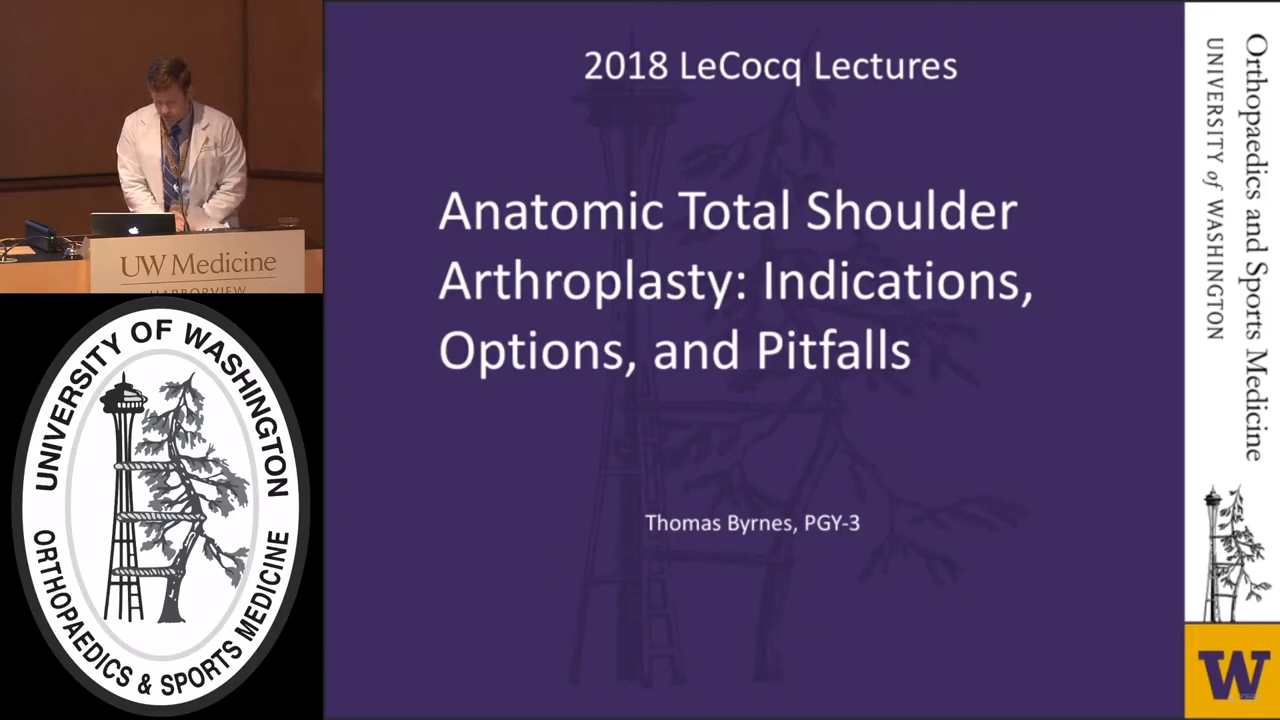 2018 LeCocq Lectures
Anatomic Total Shoulder
Arthroplasty: Indications,
Options, and Pitfalls
Thomas Byrnes, PGY-3
UW Medicine
HARBORVIEW
UNIVERSITY OF WASHINGTON
ORTHOPAEDICS & SPORTS MEDICINE
Orthopaedics and Sports Medicine
UNIVERSITY of WASHINGTON
W